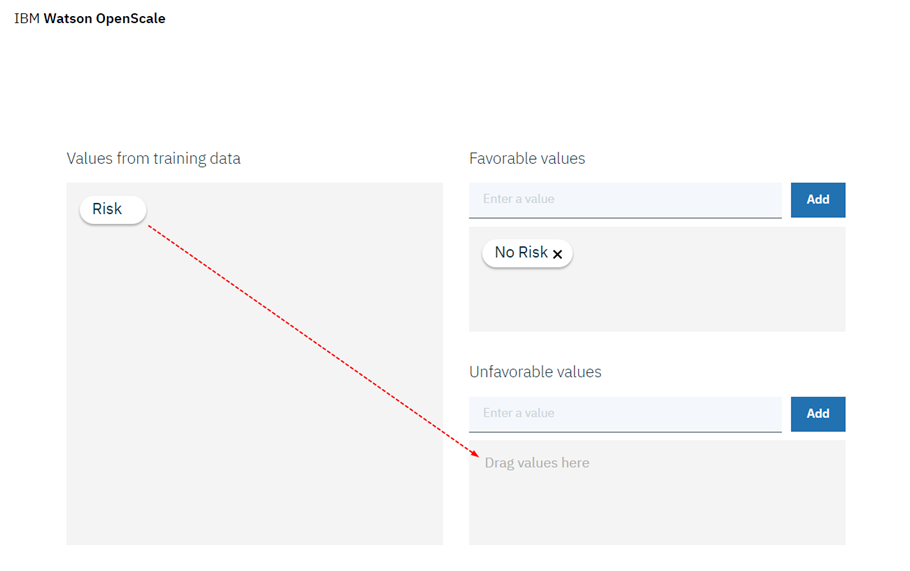 IBM Watson OpenScale
Values from training data
Risk
Favorable values
Enter a value
Add
No Risk ×
Unfavorable values
Enter a value
Add
Drag values here